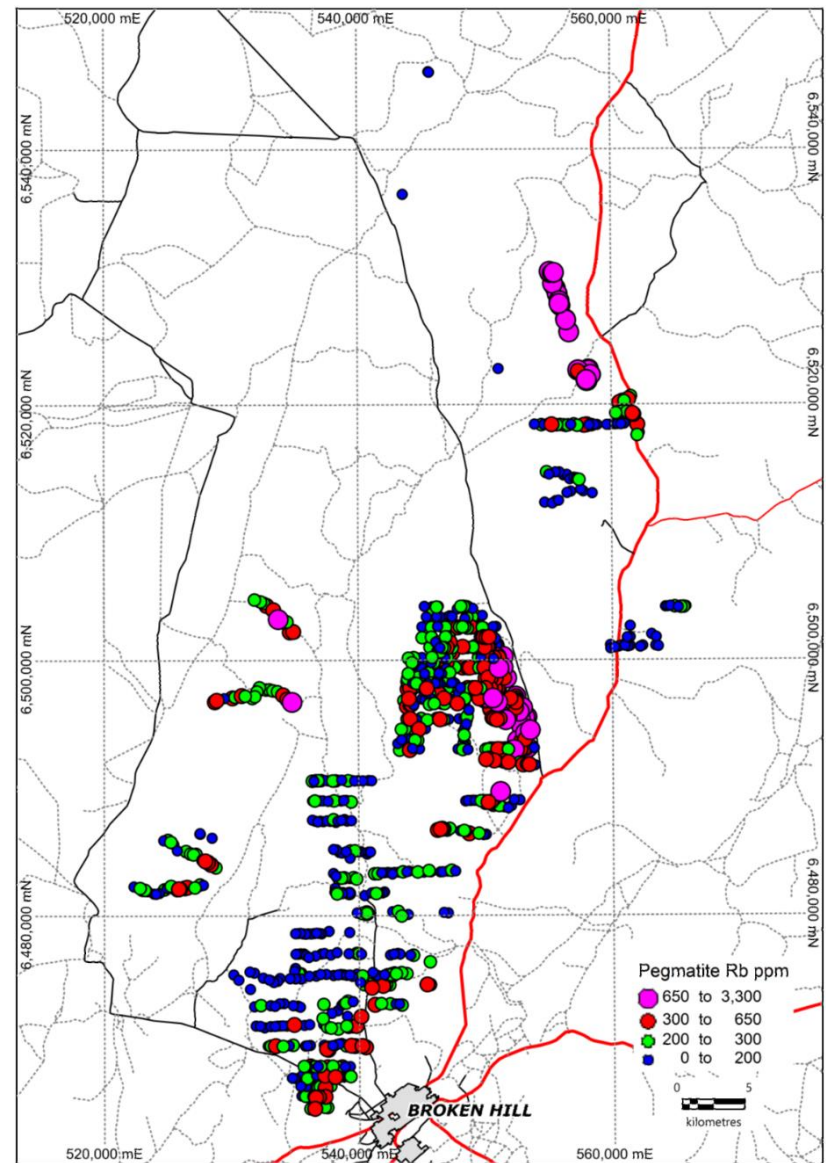 520,000 mE
540,000 mE
560,000 mE
6,540,000 mN
6,540,000 mN
6,520,000 mN
6,520,000 mN
6,500,000 mN
6,500,000 mN
6,480,000 mN
6,480,000 mN
Pegmatite Rb ppm
650 to 3,300
300 to 650
200 to 300
0 to 200
0 5
kilometres
BROKEN HILL
520,000 mE
540,000 mE
560,000 mE